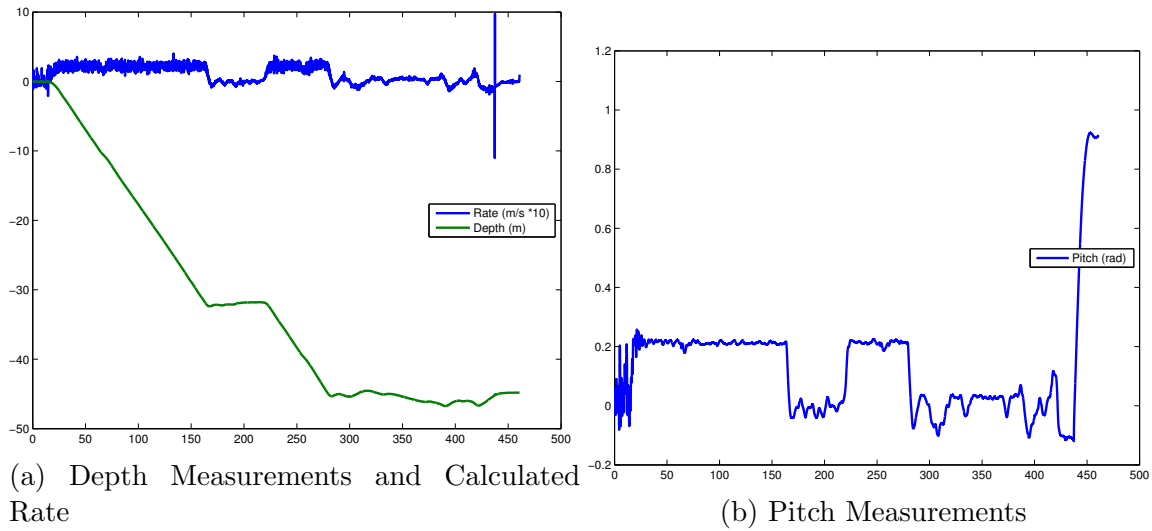 10
0
−10
−20
−30
−40
−50
0 50 100 150 200 250 300 350 400 450 500
Rate (m/s *10)
Depth (m)
(a) Depth Measurements and Calculated
Rate
1.2
1
0.8
0.6
0.4
0.2
0
−0.2
0 50 100 150 200 250 300 350 400 450 500
Pitch (rad)
(b) Pitch Measurements